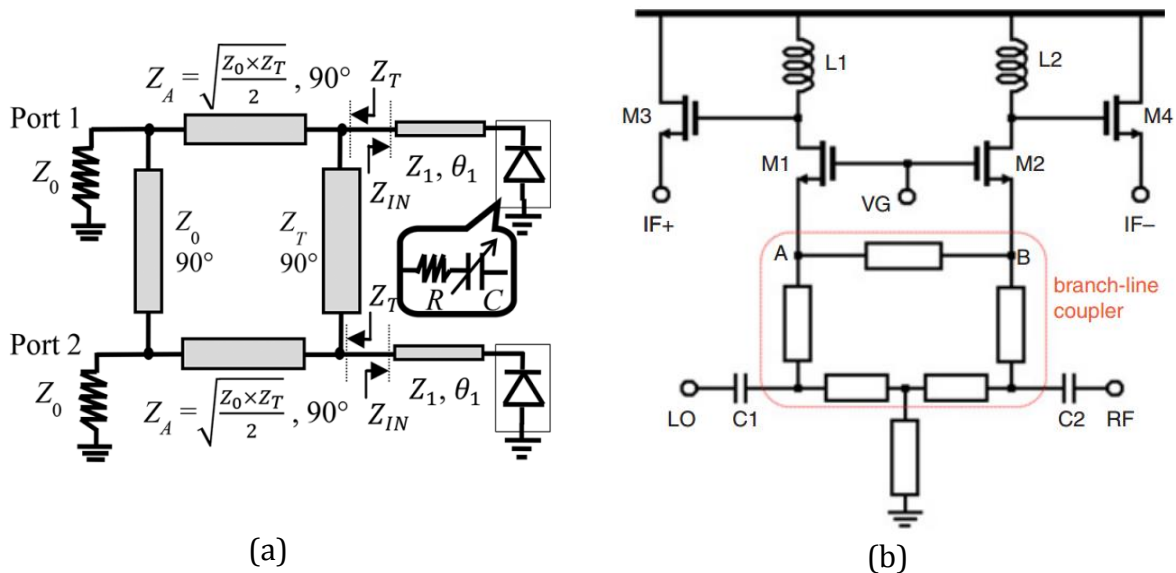 Z_A = √(Z_0 × Z_T / 2) , 90°
Z_T
Port 1
Z_0
Z_1, θ_1
Z_IN
Z_0
90°
Z_T
90°
R
C
Z_T
Port 2
Z_0
Z_1, θ_1
Z_IN
Z_A = √(Z_0 × Z_T / 2) , 90°
(a)
L1
L2
M3
M4
M1
M2
VG
IF+
IF−
A
B
branch-line
coupler
LO
C1
C2
RF
(b)